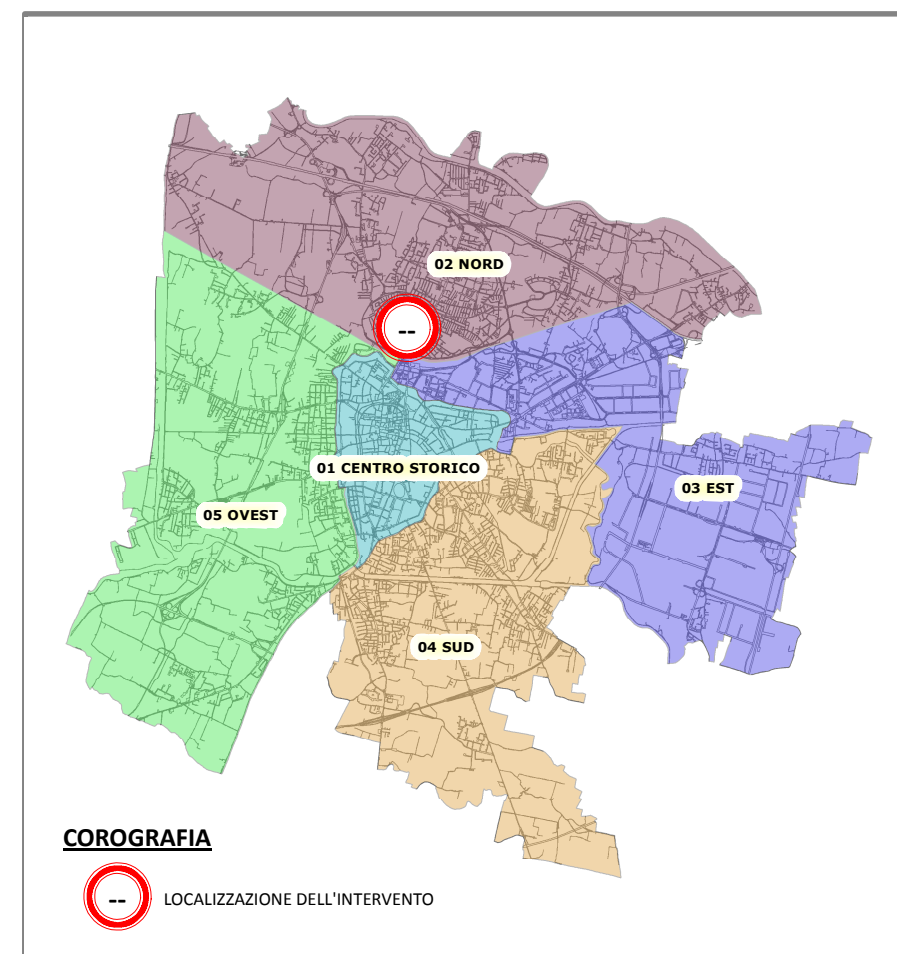 02 NORD
--
01 CENTRO STORICO
03 EST
05 OVEST
04 SUD
COROGRAFIA
-- LOCALIZZAZIONE DELL'INTERVENTO